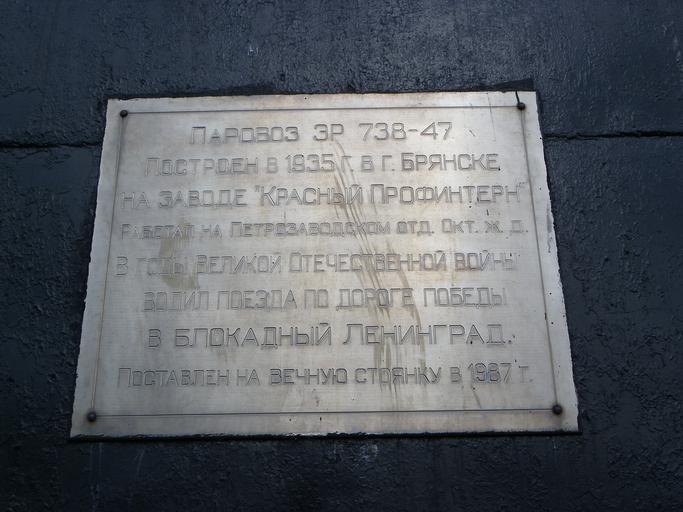 Паровоз ЭР 738-47
Построен в 1935 г. в г. Брянске
на заводе "Красный Профинтерн"
Работал на Петрозаводском отд. Окт. ж. д.
В годы Великой Отечественной войны
водил поезда по дороге победы
в блокадный Ленинград.
Поставлен на вечную стоянку в 1987 г.